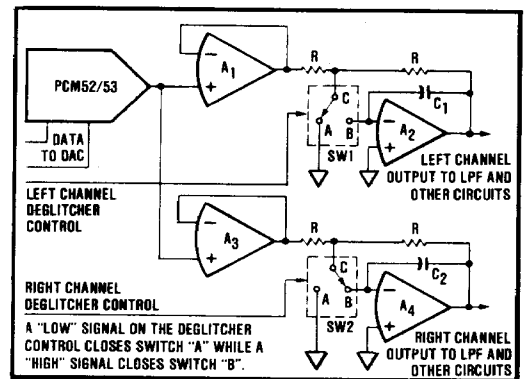 PCM52/53
DATA
TO DAC
A1
R
R
C
A
B
SW1
C1
A2
LEFT CHANNEL
OUTPUT TO LPF AND
OTHER CIRCUITS
LEFT CHANNEL
DEGLITCHER
CONTROL
A3
R
R
C
A
B
SW2
C2
A4
RIGHT CHANNEL
OUTPUT TO LPF AND
OTHER CIRCUITS
RIGHT CHANNEL
DEGLITCHER CONTROL
A "LOW" SIGNAL ON THE DEGLITCHER
CONTROL CLOSES SWITCH "A" WHILE A
"HIGH" SIGNAL CLOSES SWITCH "B".